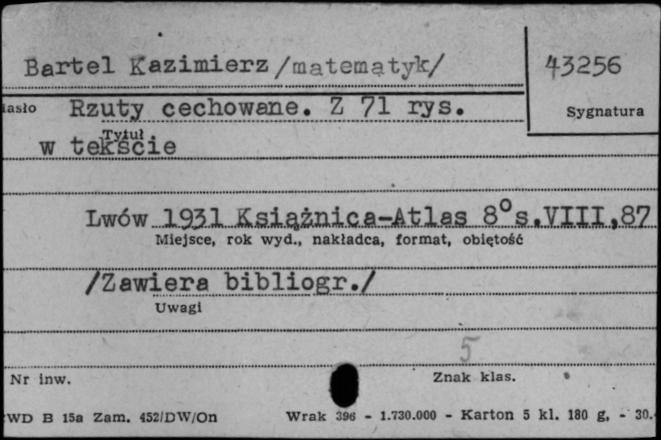 Bartel Kazimierz /matematyk/
43256
iasło Rzuty cechowane. Z 71 rys.
Sygnatura
Tytuł
w tekście
Lwów 1931 Książnica-Atlas 8° s.VIII,87
Miejsce, rok wyd., nakładca, format, objętość
/Zawiera bibliogr./
Uwagi
5
Nr inw.
Znak klas.
WD B 15a Zam. 452/DW/On Wrak 396 - 1.730.000 - Karton 5 kl. 180 g. - 30.